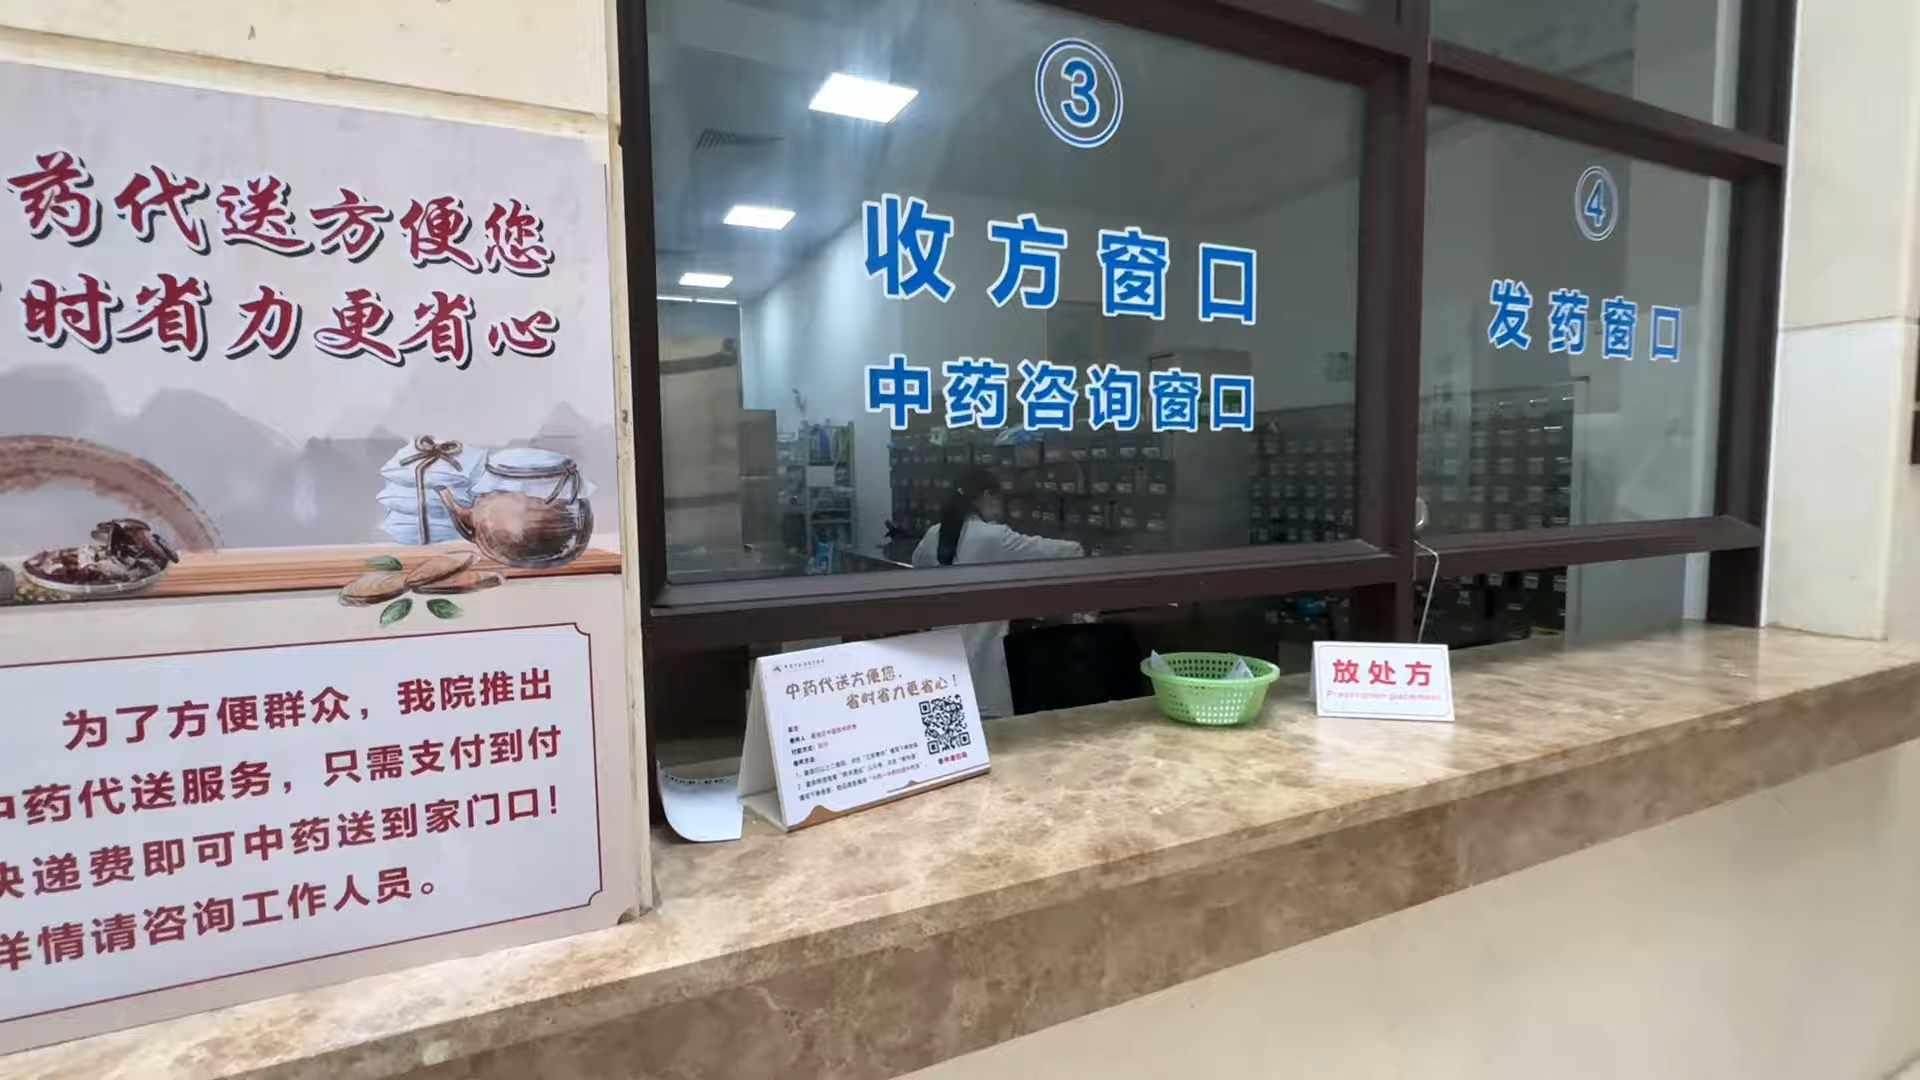 药代送方便您
时省力更省心
为了方便群众，我院推出
中药代送服务，只需支付到付
快递费即可中药送到家门口！
详情请咨询工作人员。
3
收方窗口
中药咨询窗口
4
发药窗口
中药代送方便您，
省时省力更省心！
放处方
Prescription placement